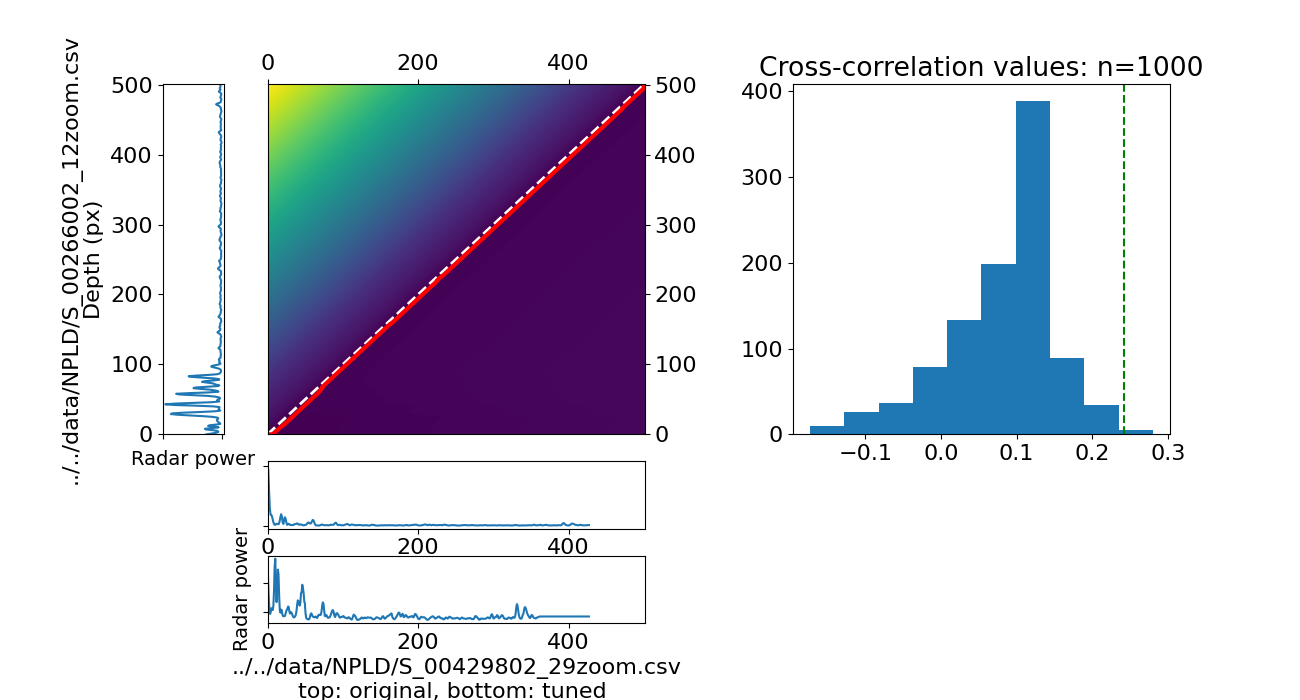 ../../data/NPLD/S_00266002_12zoom.csv
Depth (px)
0 200 400
500
400
300
200
100
0
Radar power
500
400
300
200
100
0
Cross-correlation values: n=1000
400
300
200
100
0
−0.1 0.0 0.1 0.2 0.3
0 200 400
Radar power
0 200 400
../../data/NPLD/S_00429802_29zoom.csv
top: original, bottom: tuned